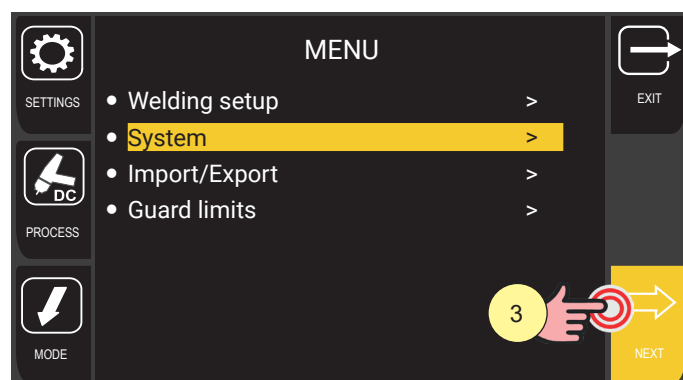 MENU
SETTINGS
• Welding setup >
EXIT
• System >
• Import/Export >
DC
• Guard limits >
PROCESS
3
MODE
NEXT